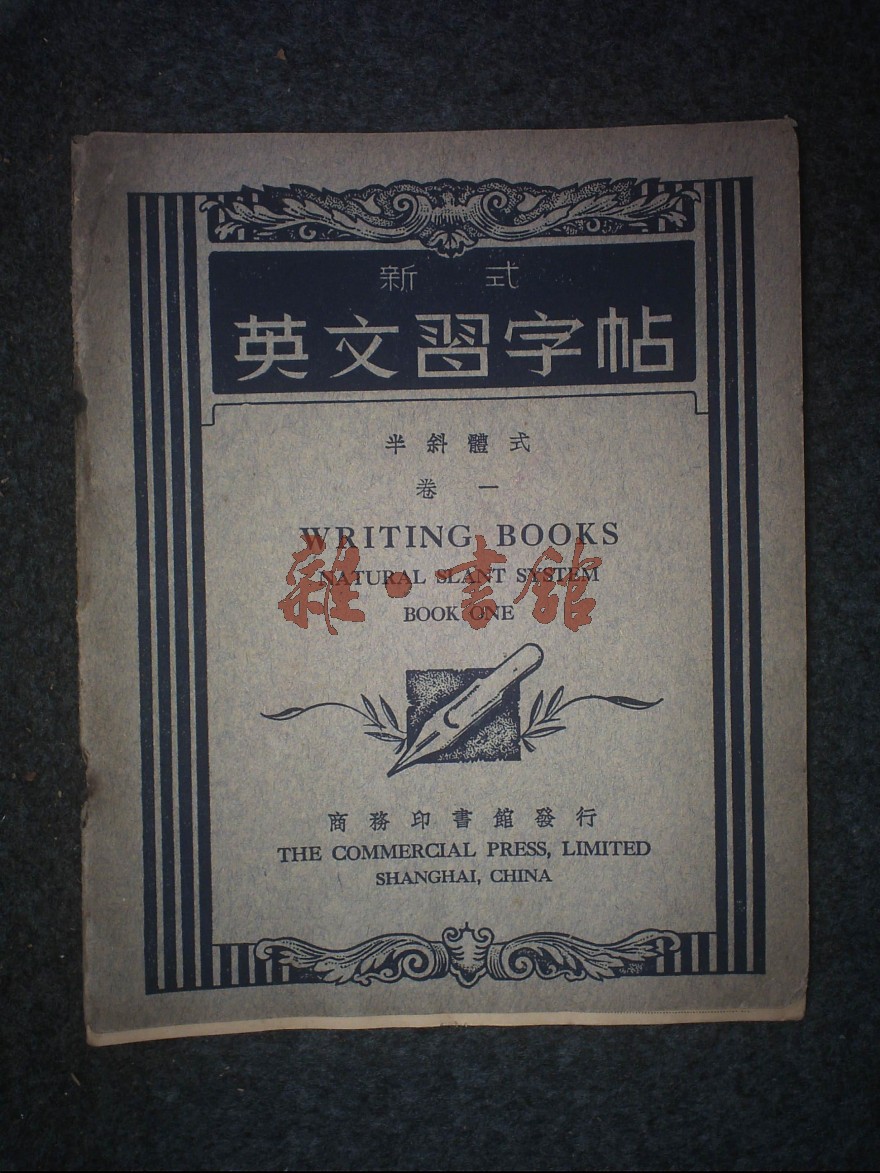 新式
英文習字帖
半斜體式
卷一
WRITING BOOKS
NATURAL SLANT SYSTEM
雜·書館
BOOK ONE
商務印書館發行
THE COMMERCIAL PRESS, LIMITED
SHANGHAI, CHINA